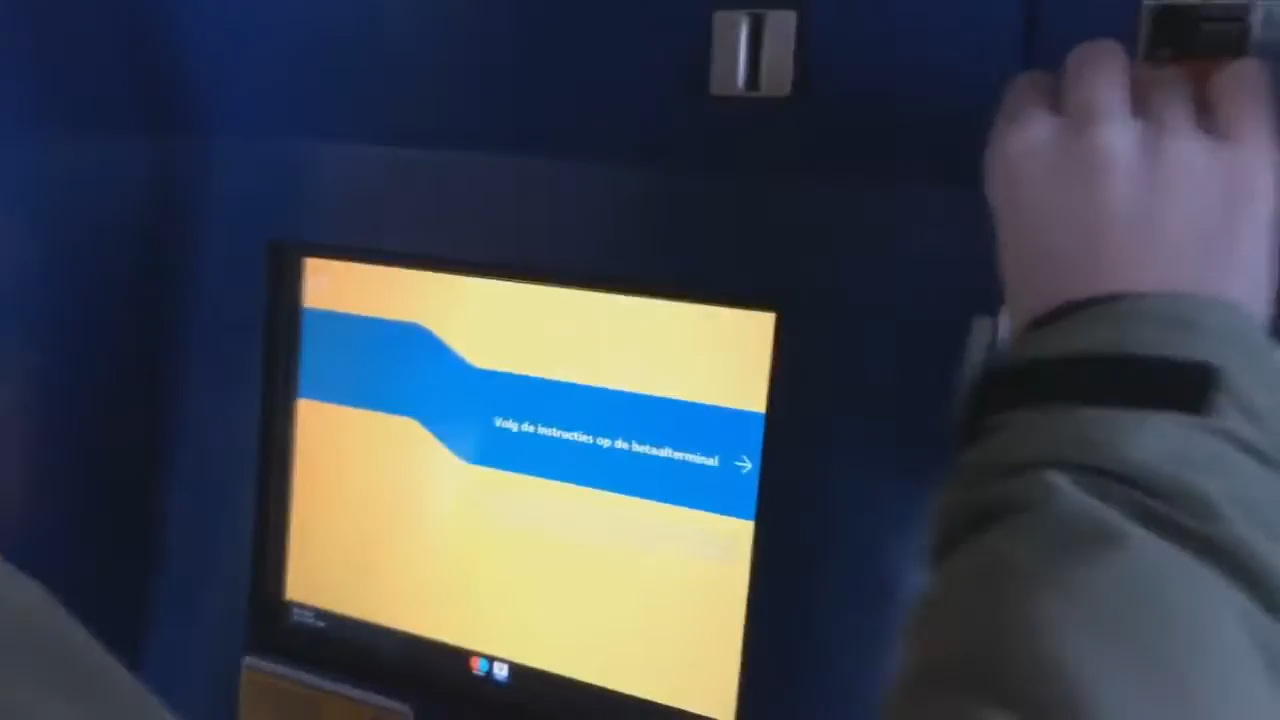 Volg de instructies op de betaalterminal